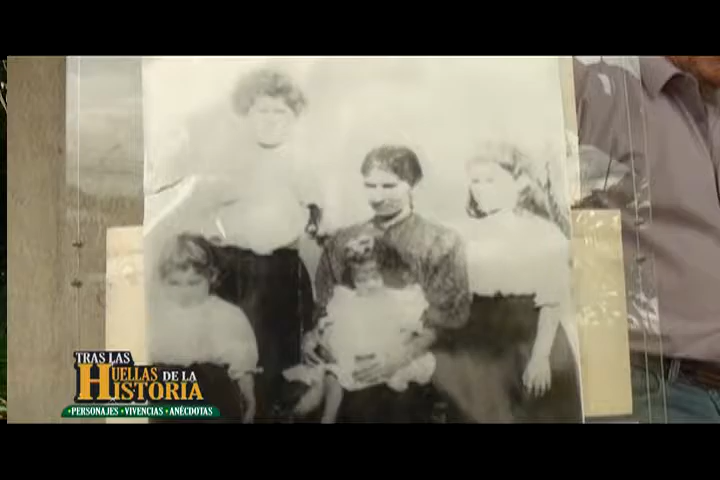 TRAS LAS
HUELLAS DE LA
HISTORIA
•PERSONAJES •VIVENCIAS •ANÉCDOTAS